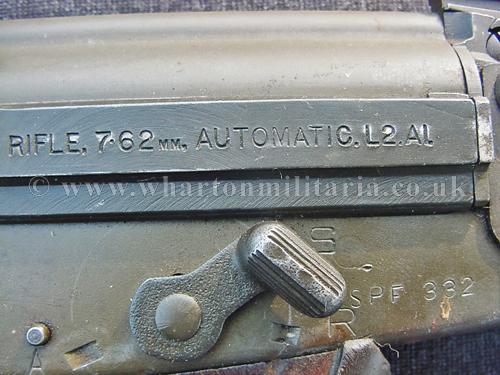 RIFLE, 7·62 MM, AUTOMATIC. L2. A1.
© www.whartonmilitaria.co.uk
S
SPF 332
R
A